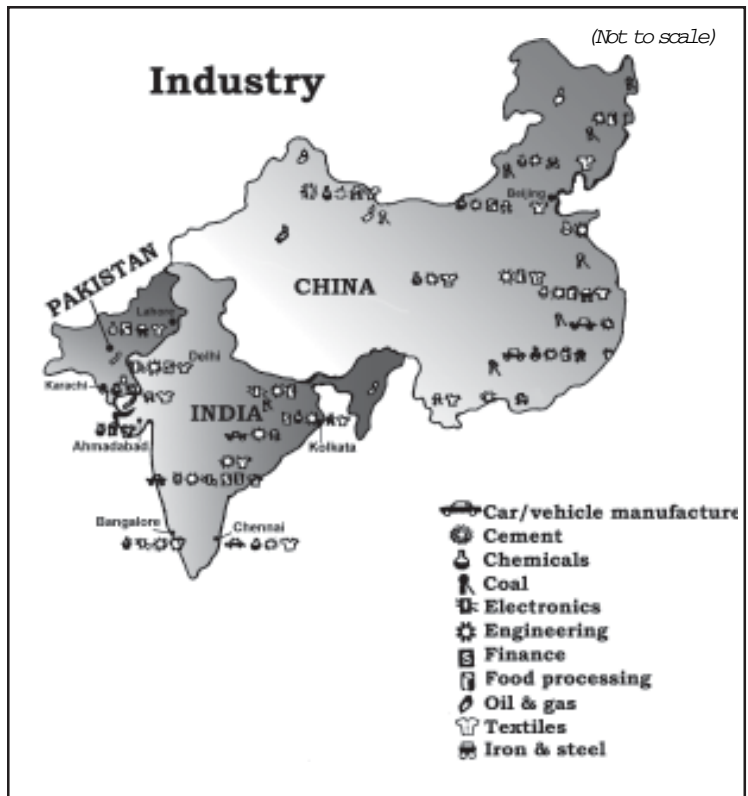 (Not to scale)
Industry
PAKISTAN
CHINA
Beijing
Lahore
Delhi
Karachi
INDIA
Ahmadabad
Kolkata
Bangalore
Chennai
Car/vehicle manufacture
Cement
Chemicals
Coal
Electronics
Engineering
Finance
Food processing
Oil & gas
Textiles
Iron & steel